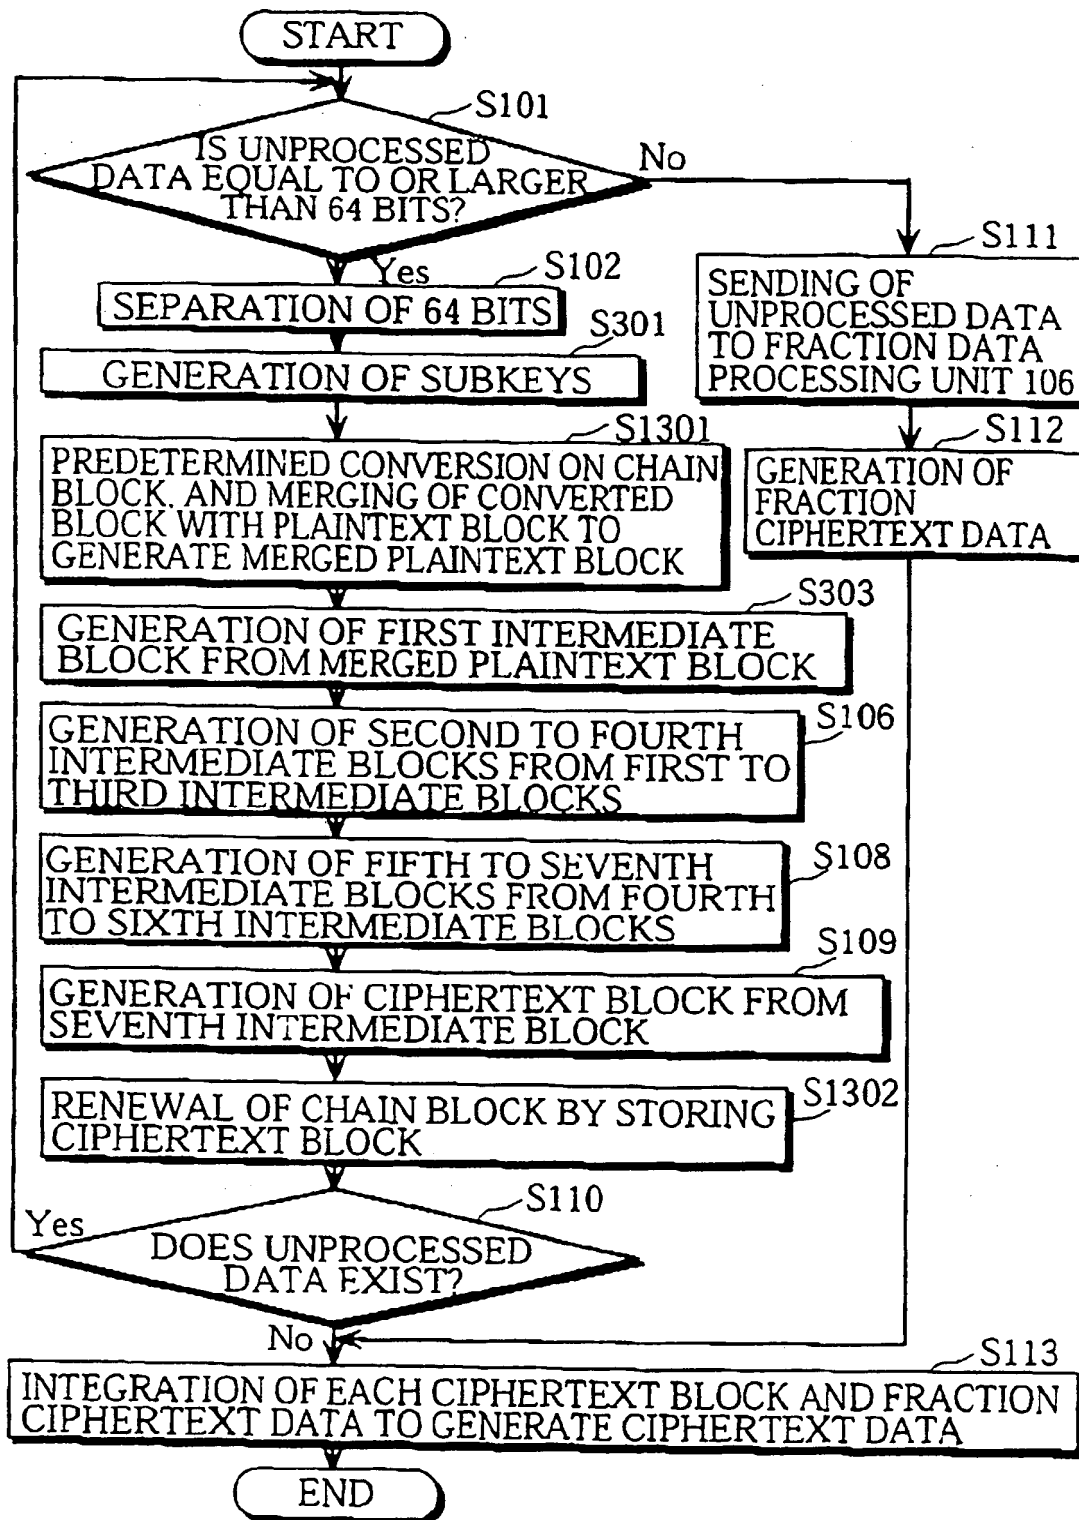 START
S101
IS UNPROCESSED
DATA EQUAL TO OR LARGER
THAN 64 BITS?
No
Yes
S102
SEPARATION OF 64 BITS
S301
GENERATION OF SUBKEYS
S1301
PREDETERMINED CONVERSION ON CHAIN
BLOCK, AND MERGING OF CONVERTED
BLOCK WITH PLAINTEXT BLOCK TO
GENERATE MERGED PLAINTEXT BLOCK
S303
GENERATION OF FIRST INTERMEDIATE
BLOCK FROM MERGED PLAINTEXT BLOCK
S106
GENERATION OF SECOND TO FOURTH
INTERMEDIATE BLOCKS FROM FIRST TO
THIRD INTERMEDIATE BLOCKS
S108
GENERATION OF FIFTH TO SEVENTH
INTERMEDIATE BLOCKS FROM FOURTH
TO SIXTH INTERMEDIATE BLOCKS
S109
GENERATION OF CIPHERTEXT BLOCK FROM
SEVENTH INTERMEDIATE BLOCK
S1302
RENEWAL OF CHAIN BLOCK BY STORING
CIPHERTEXT BLOCK
S110
Yes
DOES UNPROCESSED
DATA EXIST?
No
S111
SENDING OF
UNPROCESSED DATA
TO FRACTION DATA
PROCESSING UNIT 106
S112
GENERATION OF
FRACTION
CIPHERTEXT DATA
S113
INTEGRATION OF EACH CIPHERTEXT BLOCK AND FRACTION
CIPHERTEXT DATA TO GENERATE CIPHERTEXT DATA
END